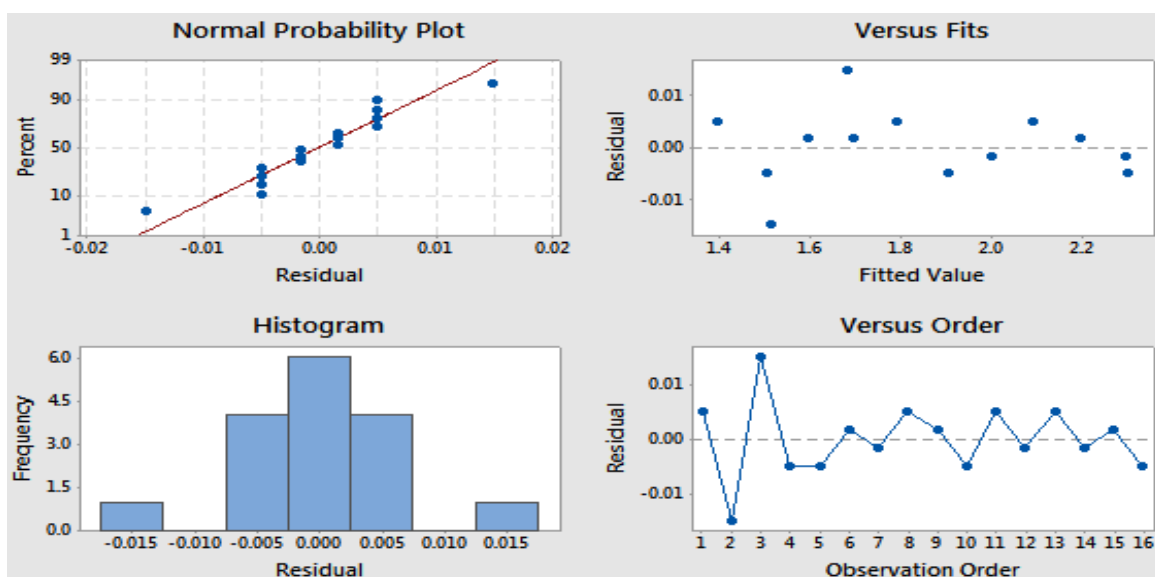 Normal Probability Plot
99
90
50
10
1
Percent
-0.02 -0.01 0.00 0.01 0.02
Residual
Versus Fits
0.01
0.00
-0.01
Residual
1.4 1.6 1.8 2.0 2.2
Fitted Value
Histogram
6.0
4.5
3.0
1.5
0.0
Frequency
-0.015 -0.010 -0.005 0.000 0.005 0.010 0.015
Residual
Versus Order
0.01
0.00
-0.01
Residual
1 2 3 4 5 6 7 8 9 10 11 12 13 14 15 16
Observation Order